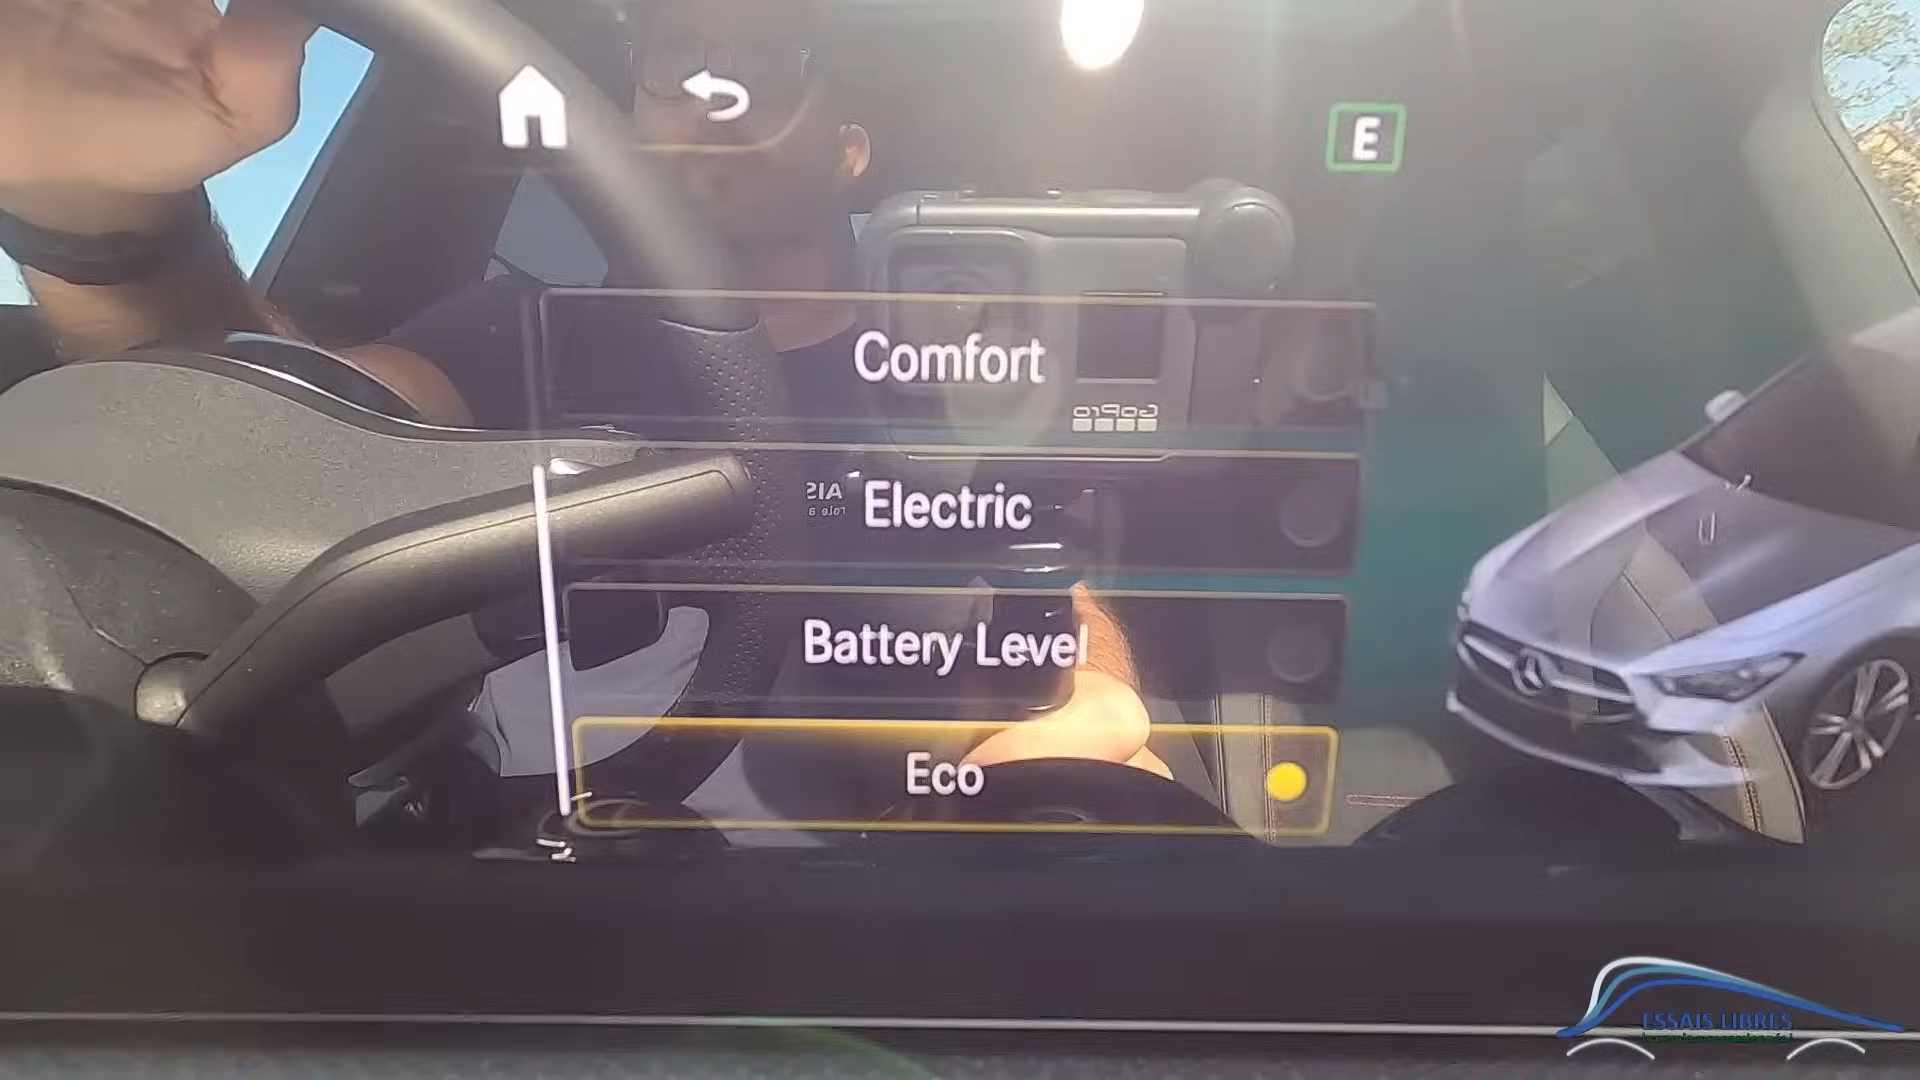 E
Comfort
GoPro
Electric
Battery Level
Eco
ESSAIS LIBRES